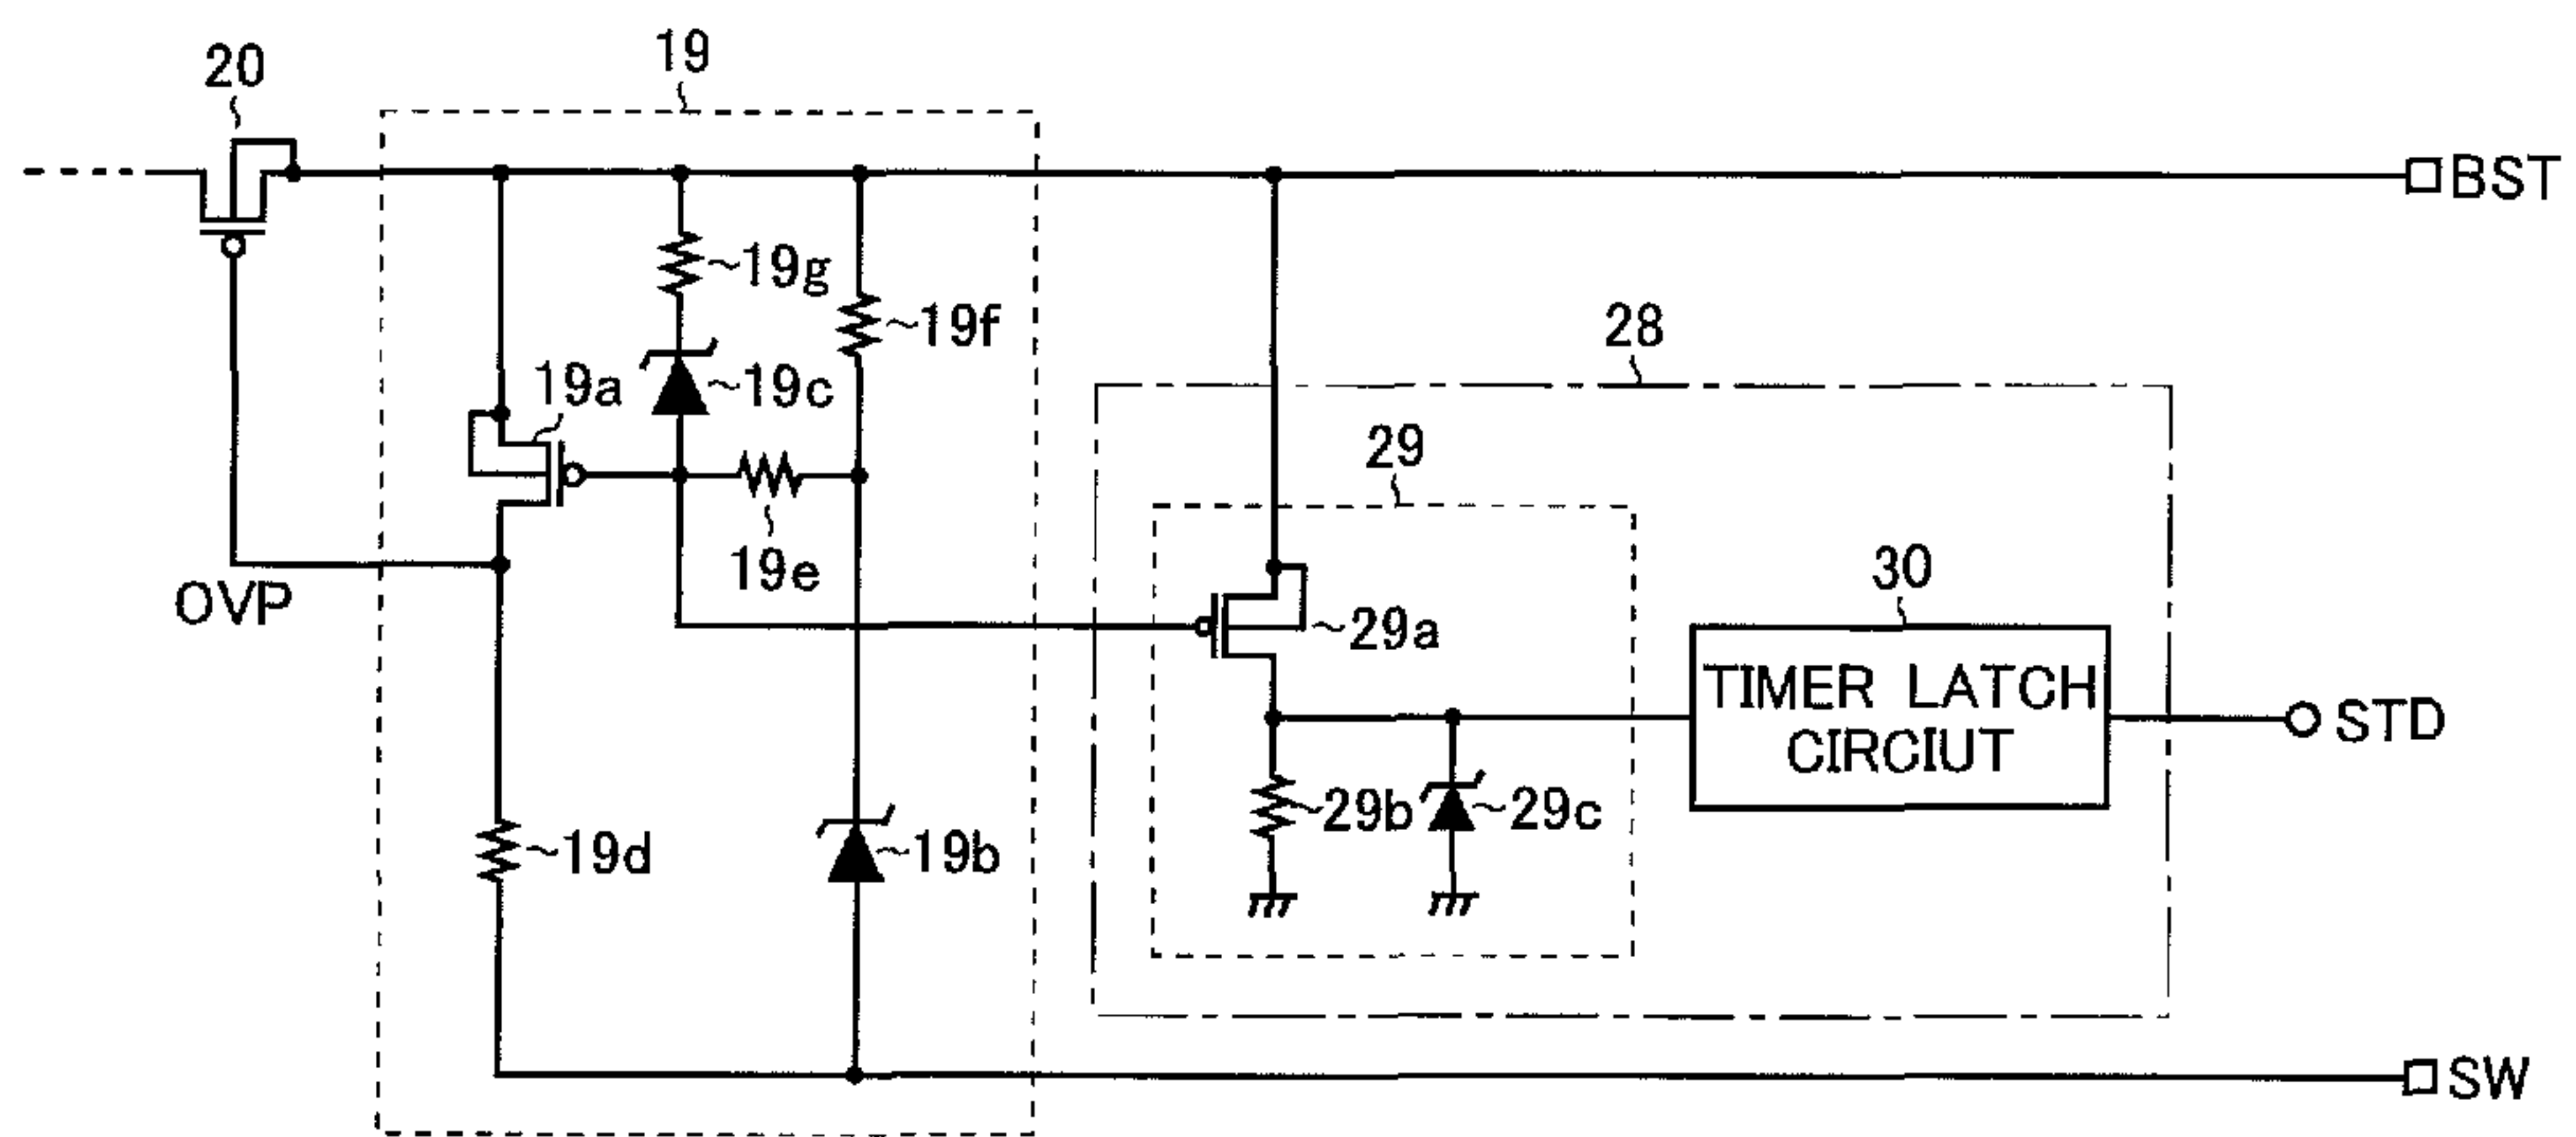 19
20
BST
19g
19f
28
19c
19a
29
19e
30
OVP
29a
TIMER LATCH
CIRCIUT
STD
29b
29c
19d
19b
SW